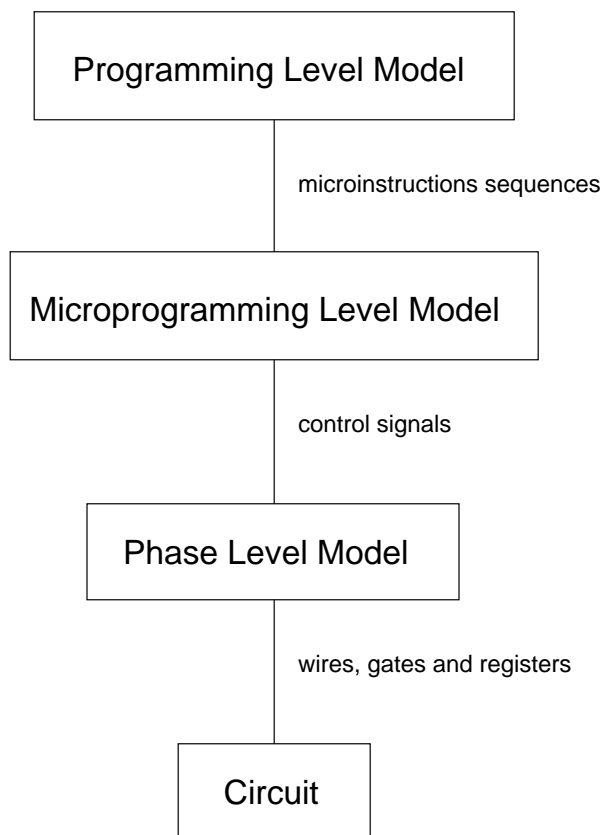 Programming Level Model
microinstructions sequences
Microprogramming Level Model
control signals
Phase Level Model
wires, gates and registers
Circuit